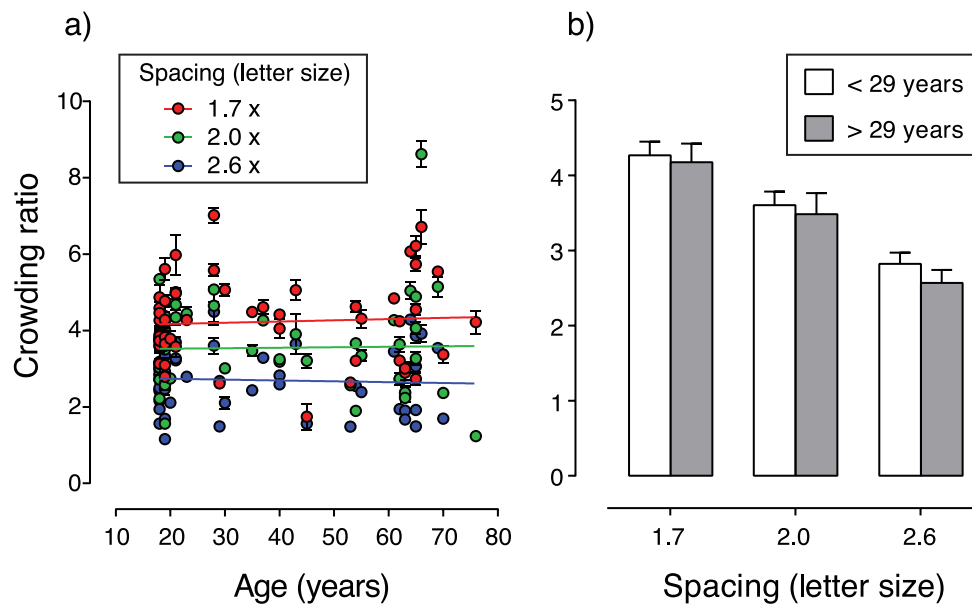 a)
Spacing (letter size)
1.7 x
2.0 x
2.6 x
10
8
6
4
2
0
Crowding ratio
10 20 30 40 50 60 70 80
Age (years)
b)
< 29 years
> 29 years
5
4
3
2
1
0
1.7 2.0 2.6
Spacing (letter size)